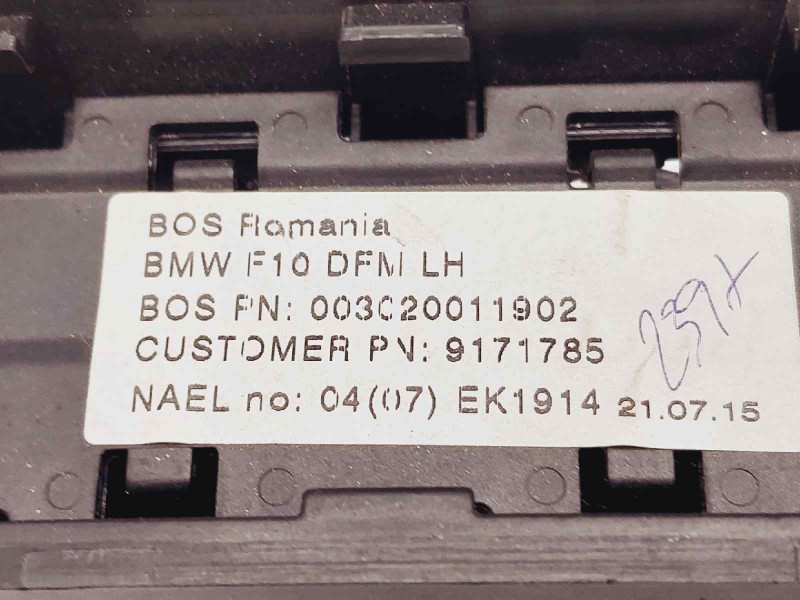 BOS Romania
BMW F10 DFM LH
BOS PN: 003020011902
CUSTOMER PN: 9171785
NAEL no: 04(07) EK1914 21.07.15